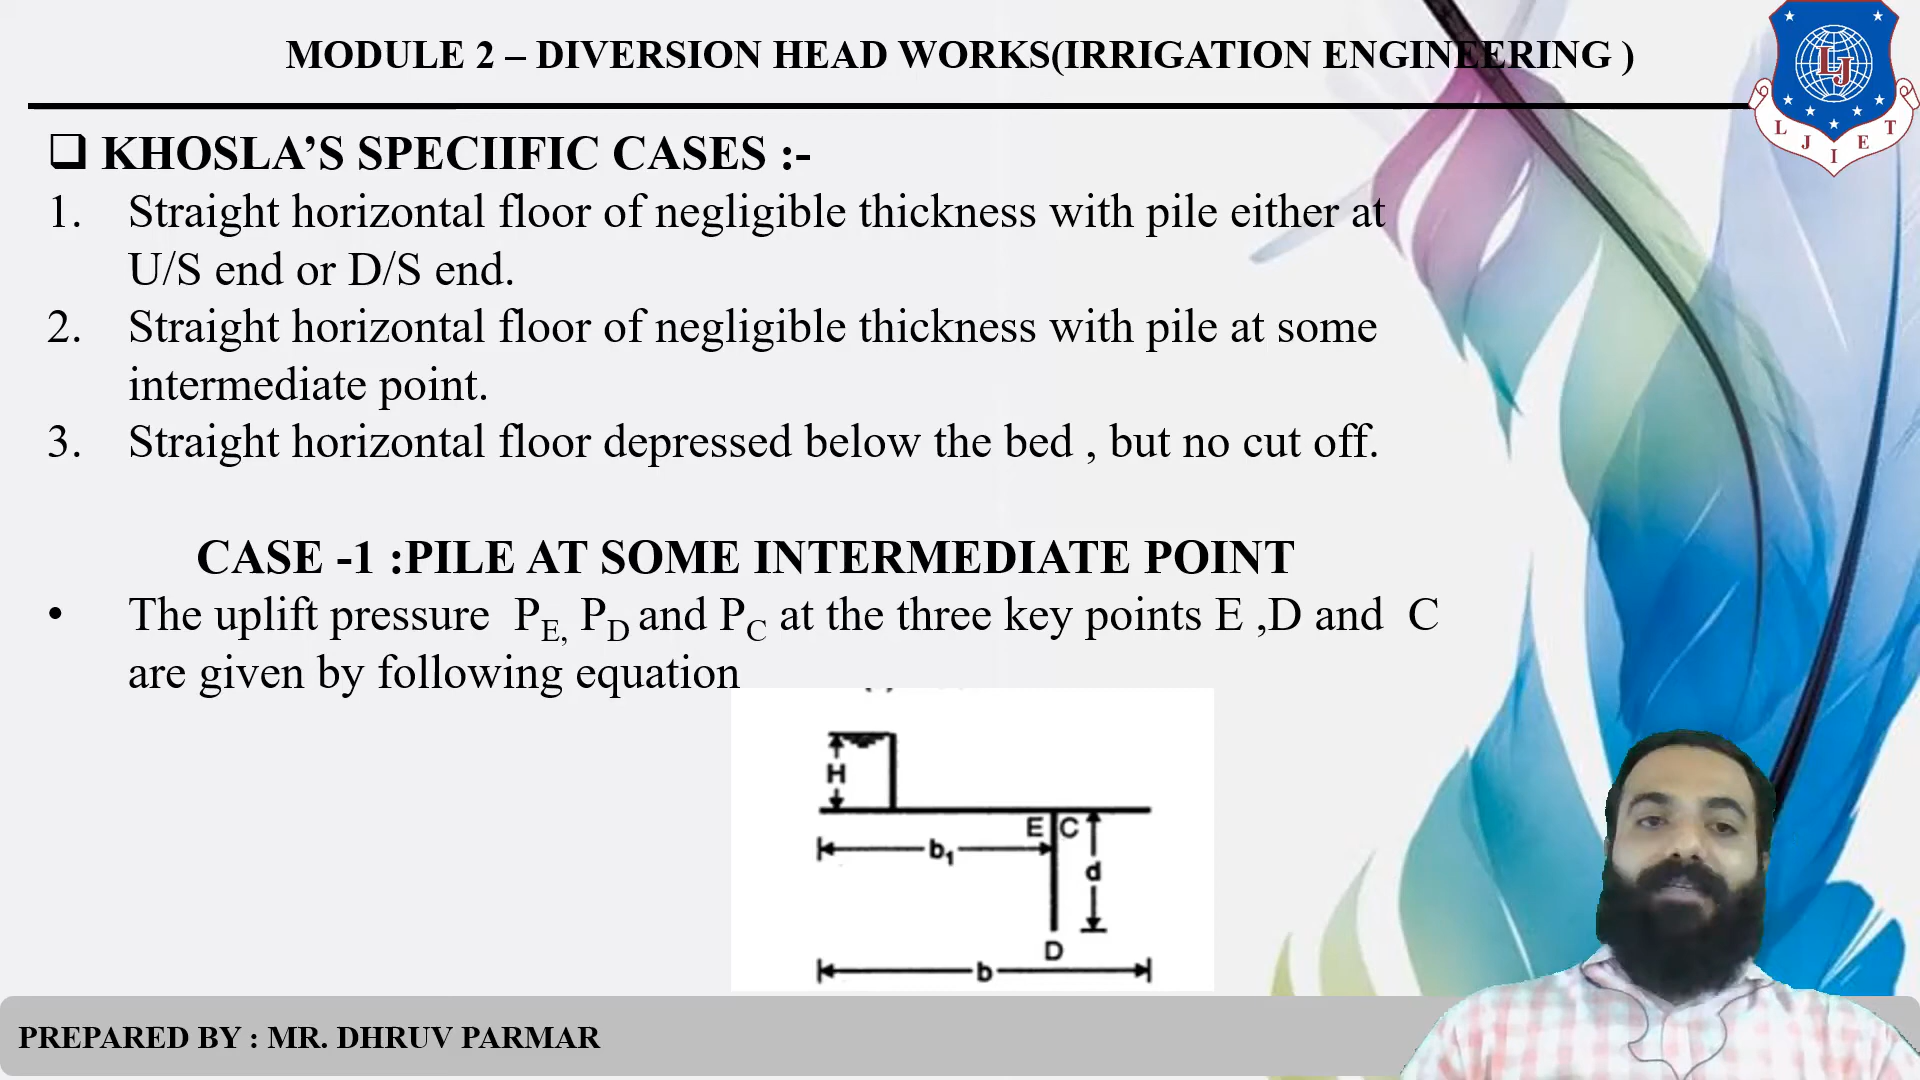 MODULE 2 – DIVERSION HEAD WORKS(IRRIGATION ENGINEERING )
LJ
L J I E T
❑ KHOSLA’S SPECIIFIC CASES :-
1. Straight horizontal floor of negligible thickness with pile either at
U/S end or D/S end.
2. Straight horizontal floor of negligible thickness with pile at some
intermediate point.
3. Straight horizontal floor depressed below the bed , but no cut off.
CASE -1 :PILE AT SOME INTERMEDIATE POINT
• The uplift pressure P_E, P_D and P_C at the three key points E ,D and C
are given by following equation
H
E C
b₁
d
D
b
PREPARED BY : MR. DHRUV PARMAR